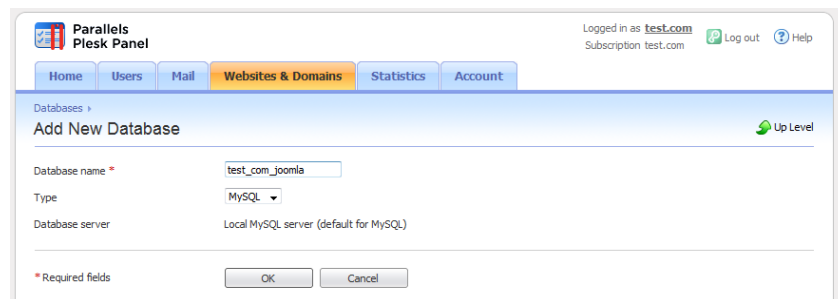 Parallels
Plesk Panel
Logged in as test.com
Subscription test.com
Log out
Help
Home Users Mail Websites & Domains Statistics Account
Databases
Add New Database
Up Level
Database name *
test_com_joomla
Type
MySQL
Database server
Local MySQL server (default for MySQL)
* Required fields
OK
Cancel